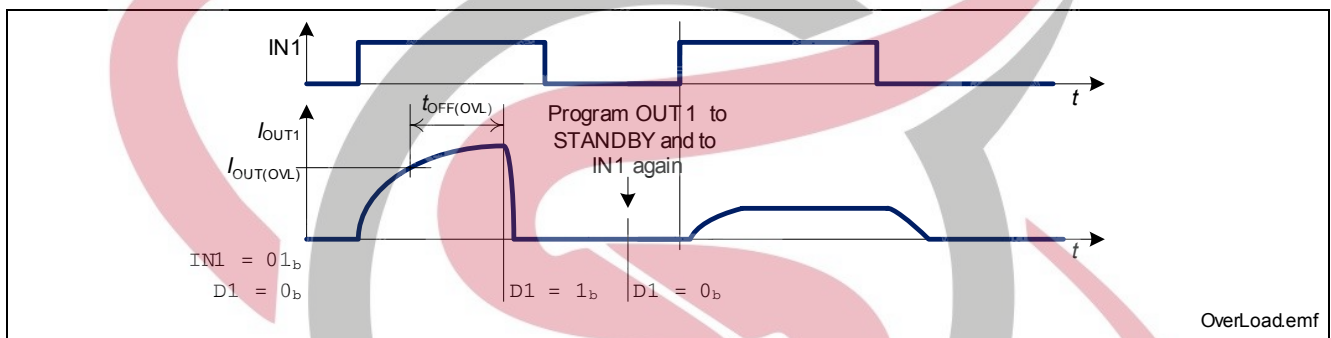 IN1
t
tOFF(OVL)
Program OUT1 to
STANDBY and to
IN1 again
IOUT1
IOUT(OVL)
t
IN1 = 01b
D1 = 0b
D1 = 1b
D1 = 0b
OverLoad.emf